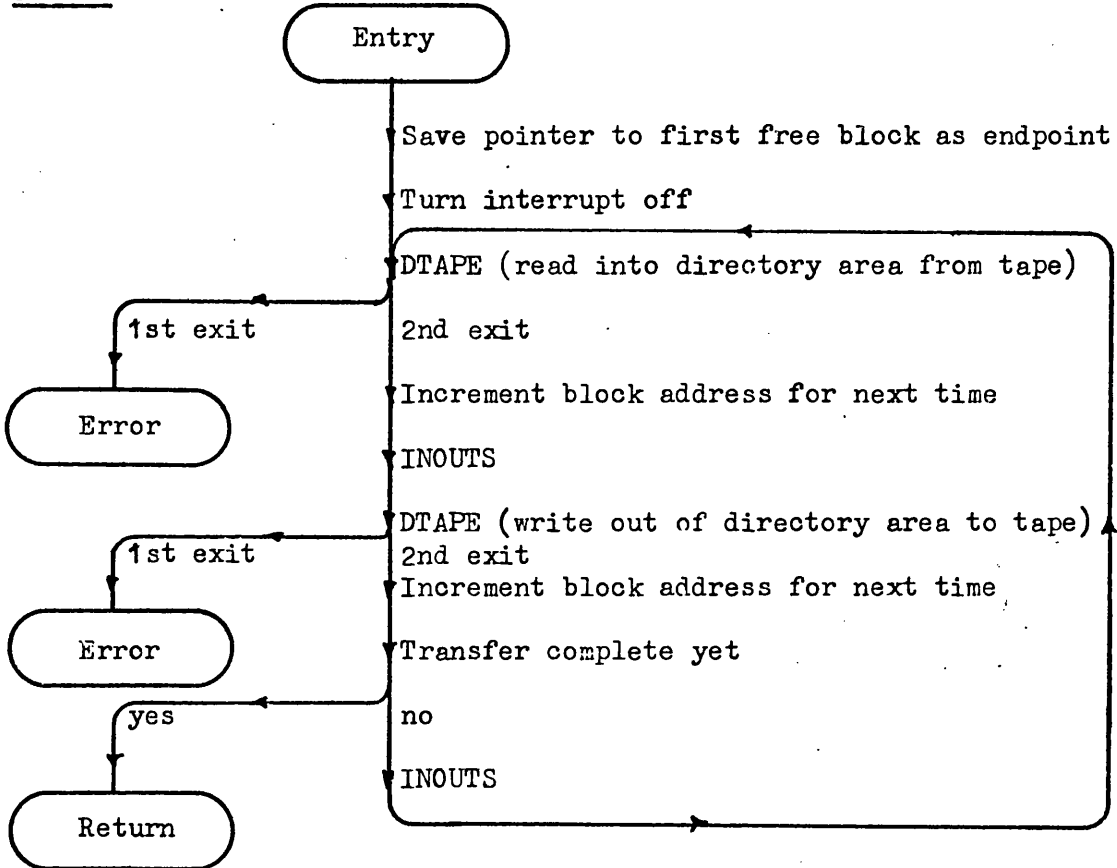 Entry
Save pointer to first free block as endpoint
Turn interrupt off
DTAPE (read into directory area from tape)
1st exit
2nd exit
Increment block address for next time
Error
INOUTS
DTAPE (write out of directory area to tape)
1st exit
2nd exit
Increment block address for next time
Error
Transfer complete yet
yes
no
INOUTS
Return